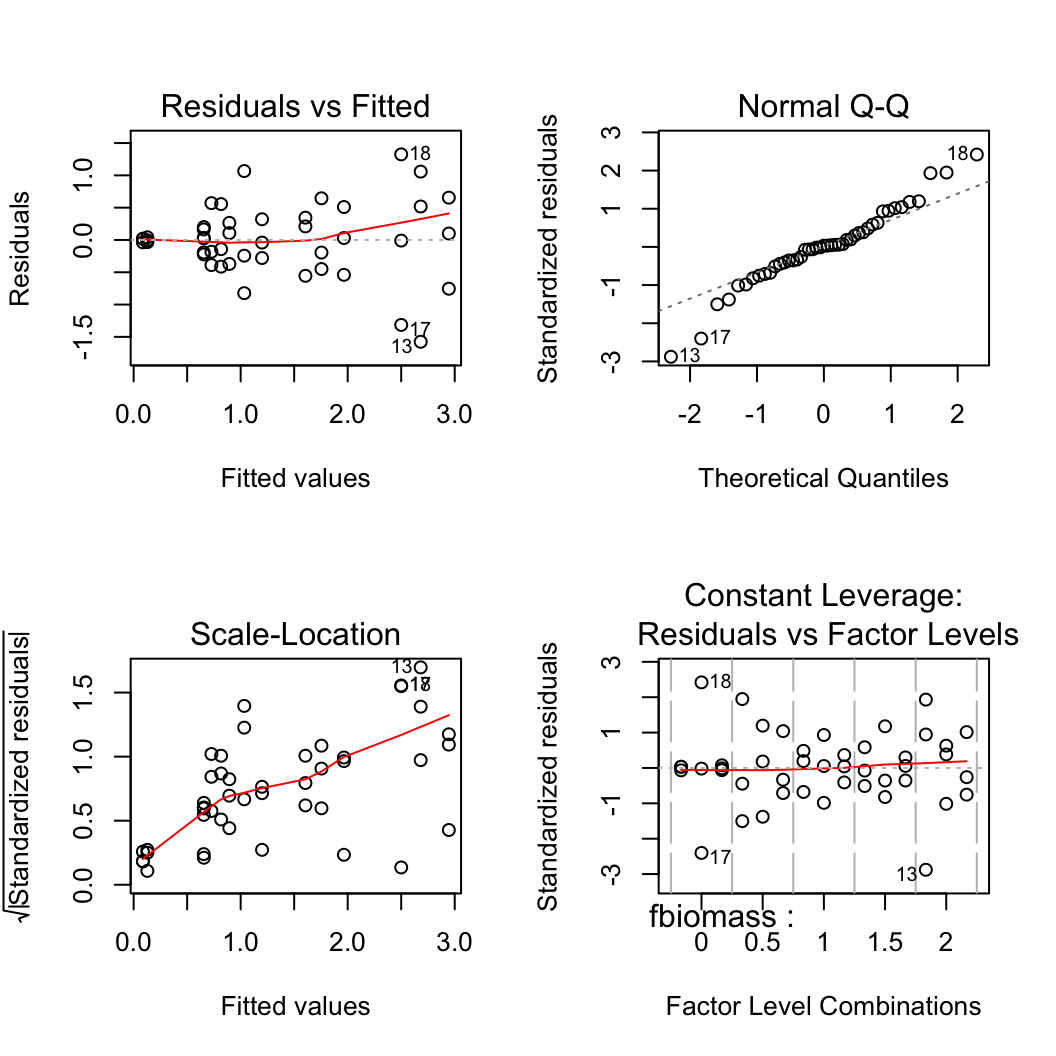 Residuals vs Fitted
Residuals
1.0
0.0
-1.5
18
17
13
0.0 1.0 2.0 3.0
Fitted values
Normal Q-Q
Standardized residuals
3
2
1
-1
-3
18
17
13
-2 -1 0 1 2
Theoretical Quantiles
Scale-Location
√|Standardized residuals|
1.5
1.0
0.5
0.0
13
18
17
0.0 1.0 2.0 3.0
Fitted values
Constant Leverage:
Residuals vs Factor Levels
Standardized residuals
3
1
-1
-3
18
17
13
fbiomass :
0 0.5 1 1.5 2
Factor Level Combinations